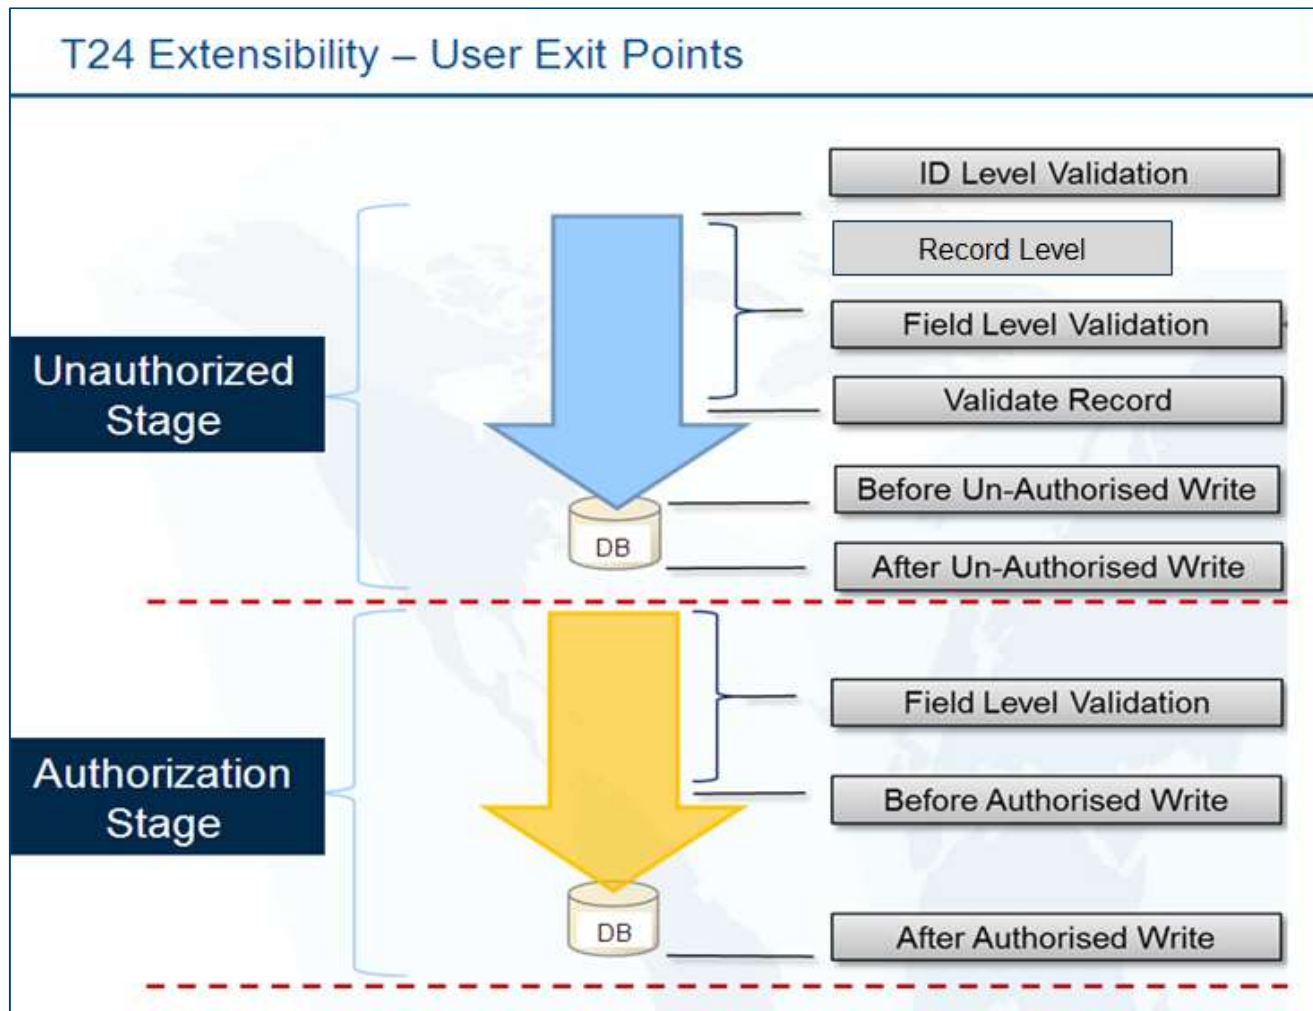 T24 Extensibility – User Exit Points
ID Level Validation
Record Level
Field Level Validation
Unauthorized
Stage
Validate Record
Before Un-Authorised Write
DB
After Un-Authorised Write
Field Level Validation
Authorization
Stage
Before Authorised Write
DB
After Authorised Write